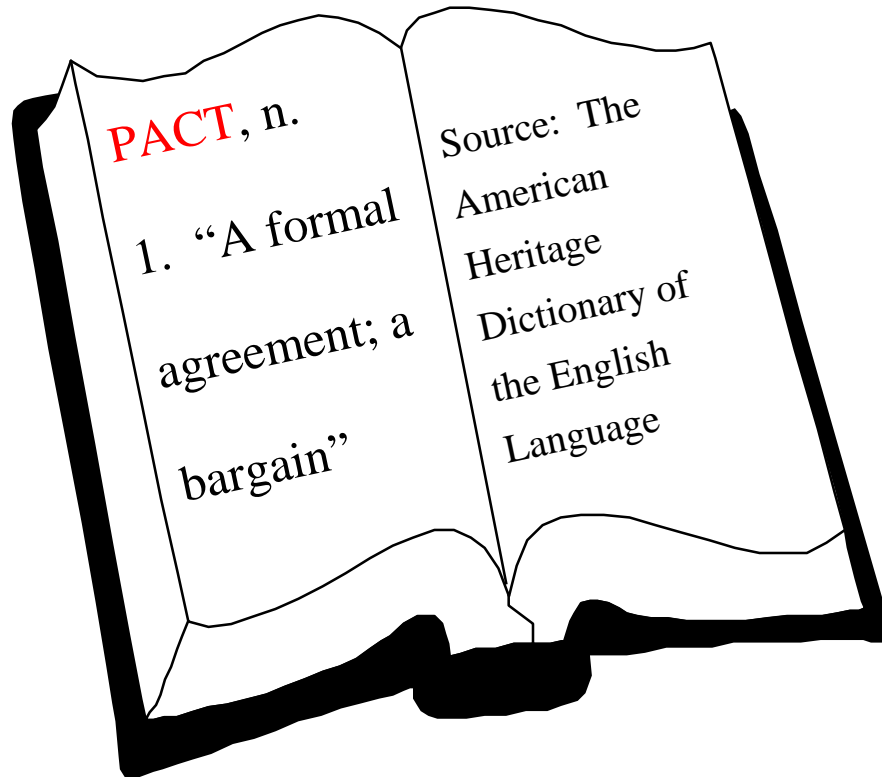 PACT, n.
1.  “A formal
agreement; a
bargain”
Source:  The
American
Heritage
Dictionary of
the English
Language